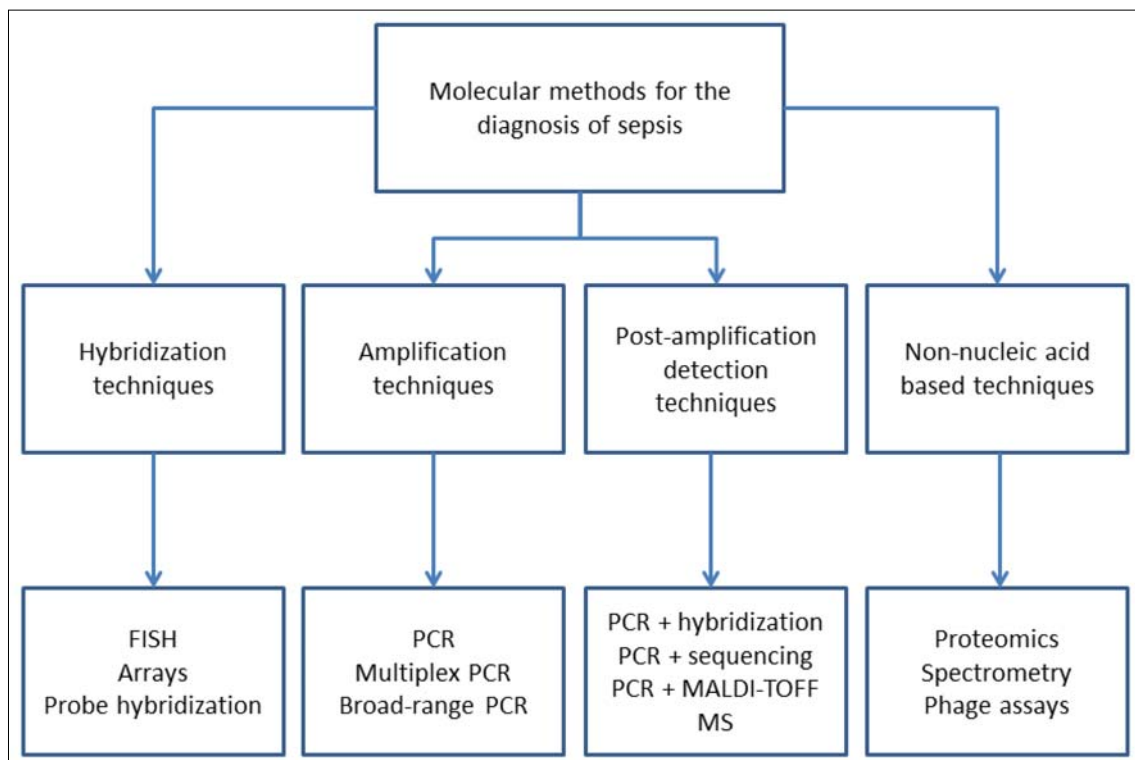 Molecular methods for the
diagnosis of sepsis
Hybridization
techniques
Amplification
techniques
Post-amplification
detection
techniques
Non-nucleic acid
based techniques
FISH
Arrays
Probe hybridization
PCR
Multiplex PCR
Broad-range PCR
PCR + hybridization
PCR + sequencing
PCR + MALDI-TOFF
MS
Proteomics
Spectrometry
Phage assays